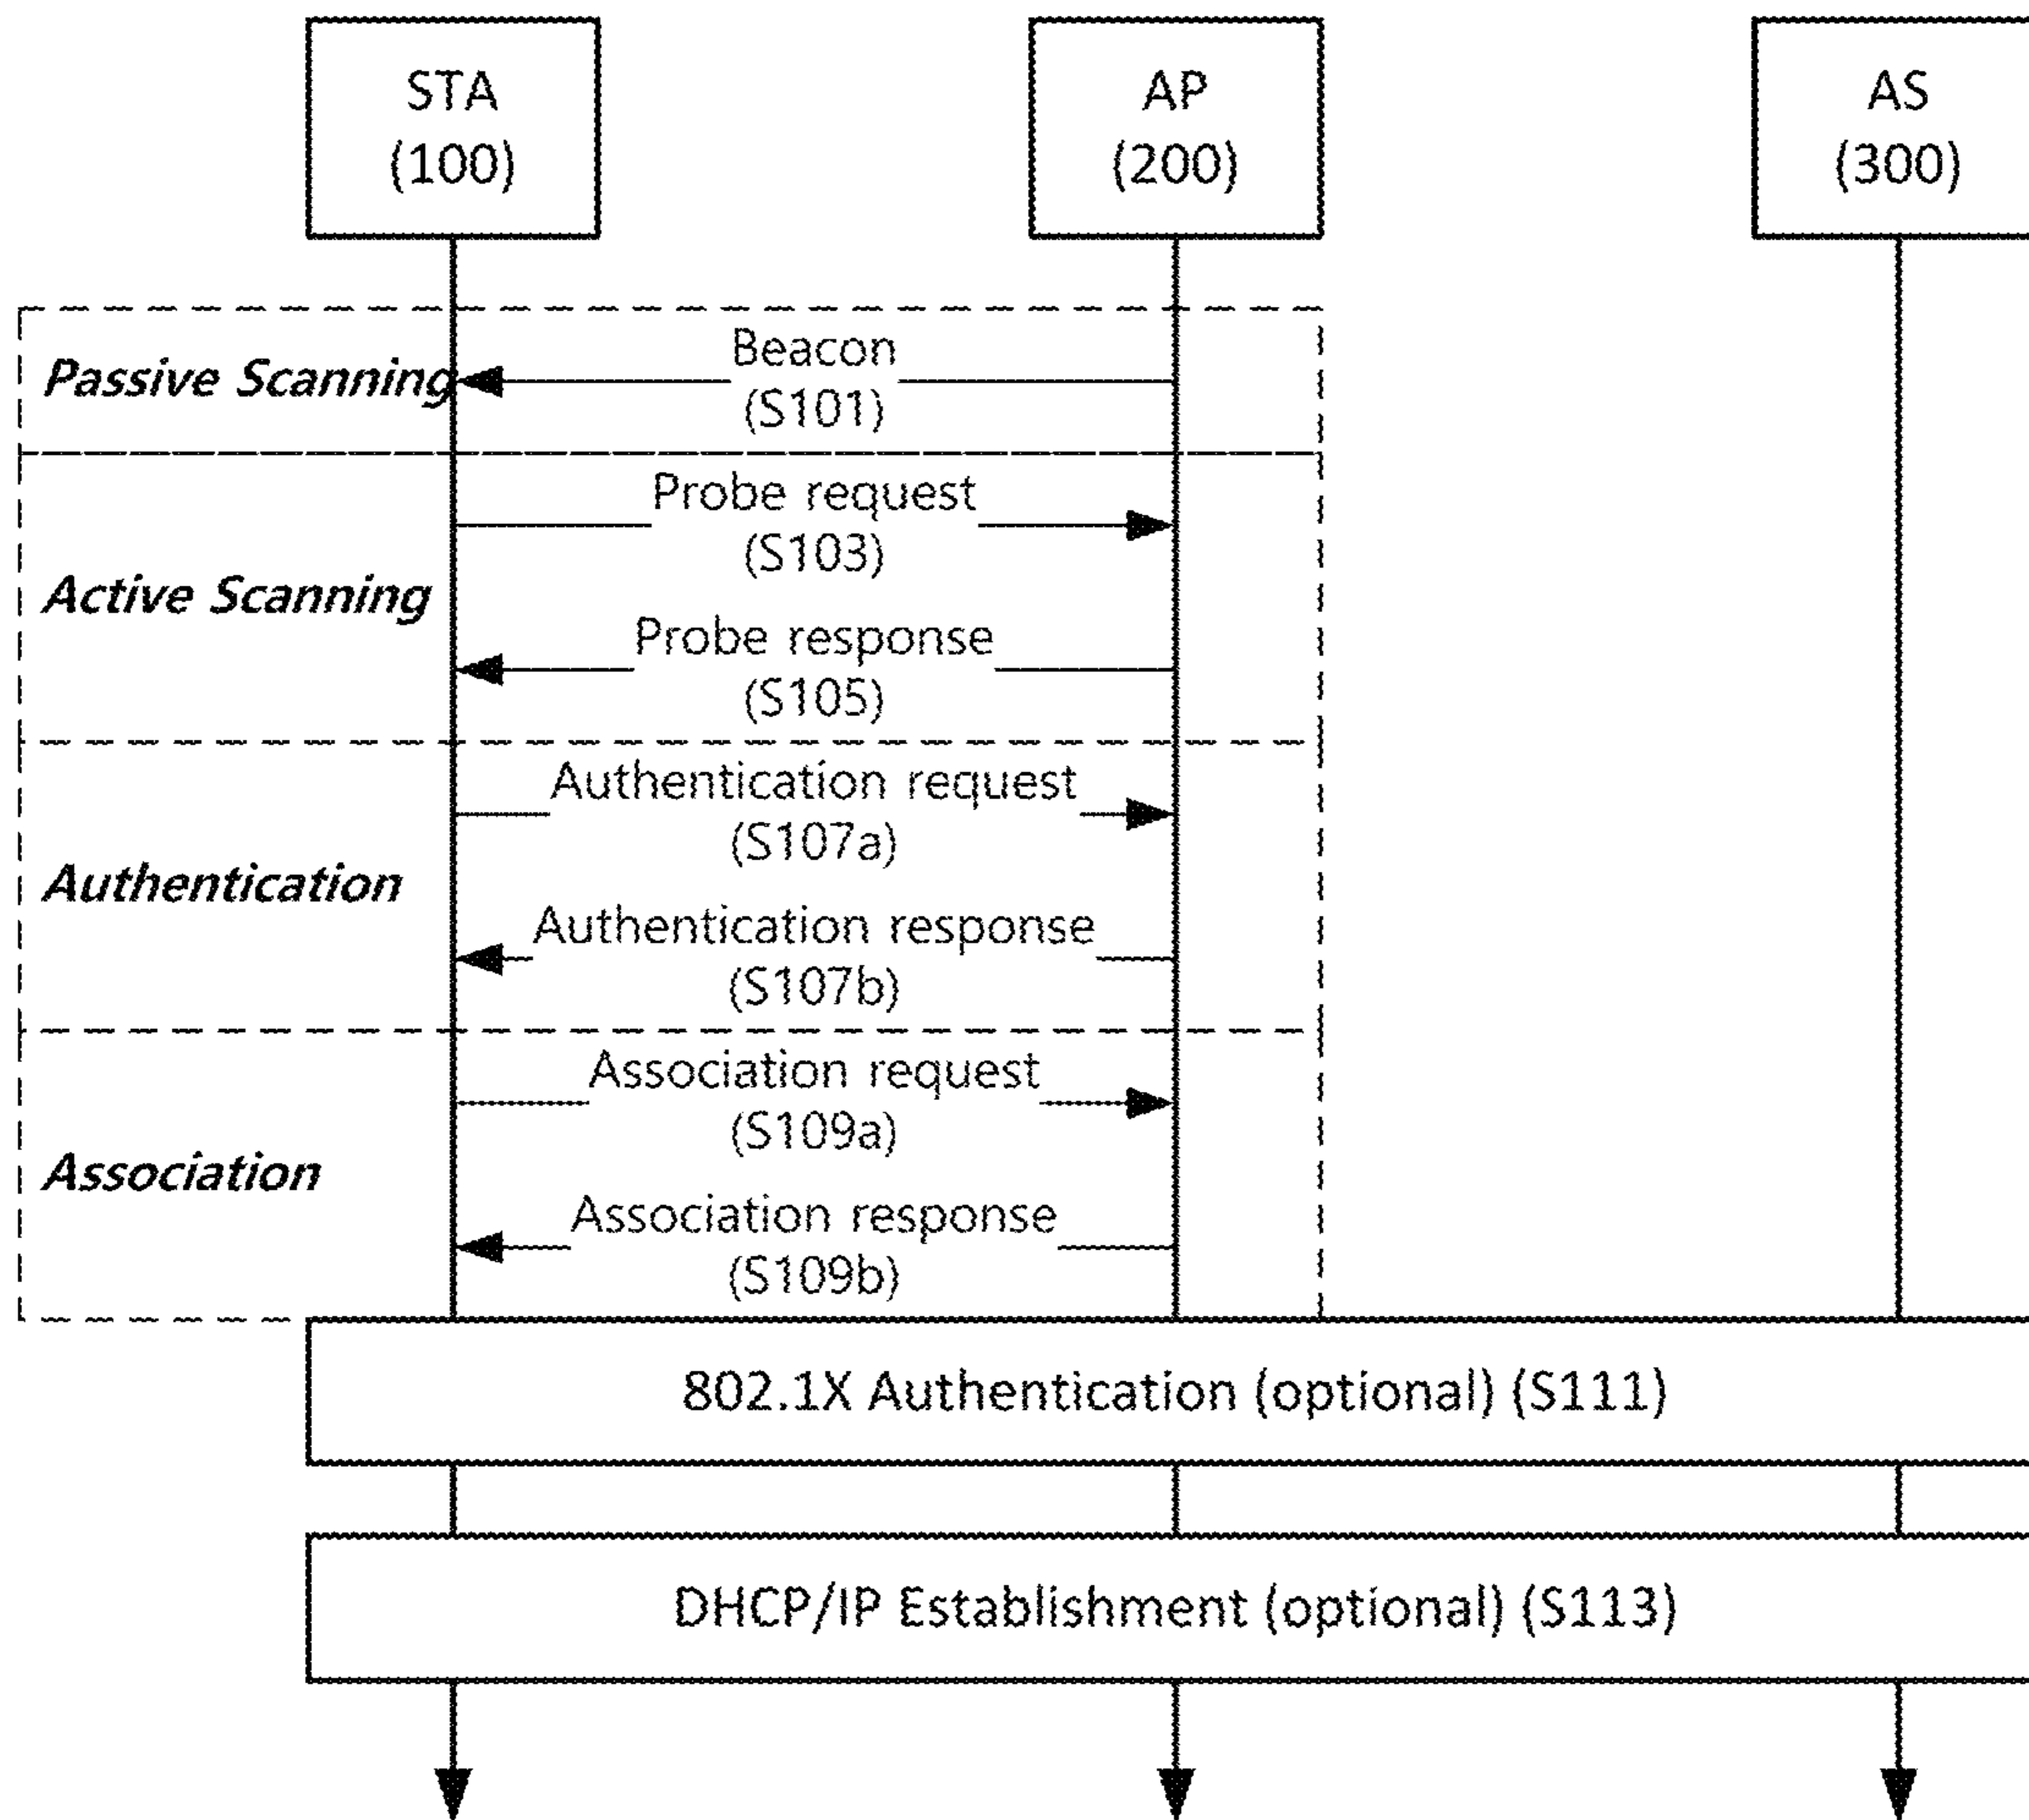 STA
(100)
AP
(200)
AS
(300)
Passive Scanning
Beacon
(S101)
Active Scanning
Probe request
(S103)
Probe response
(S105)
Authentication
Authentication request
(S107a)
Authentication response
(S107b)
Association
Association request
(S109a)
Association response
(S109b)
802.1X Authentication (optional) (S111)
DHCP/IP Establishment (optional) (S113)